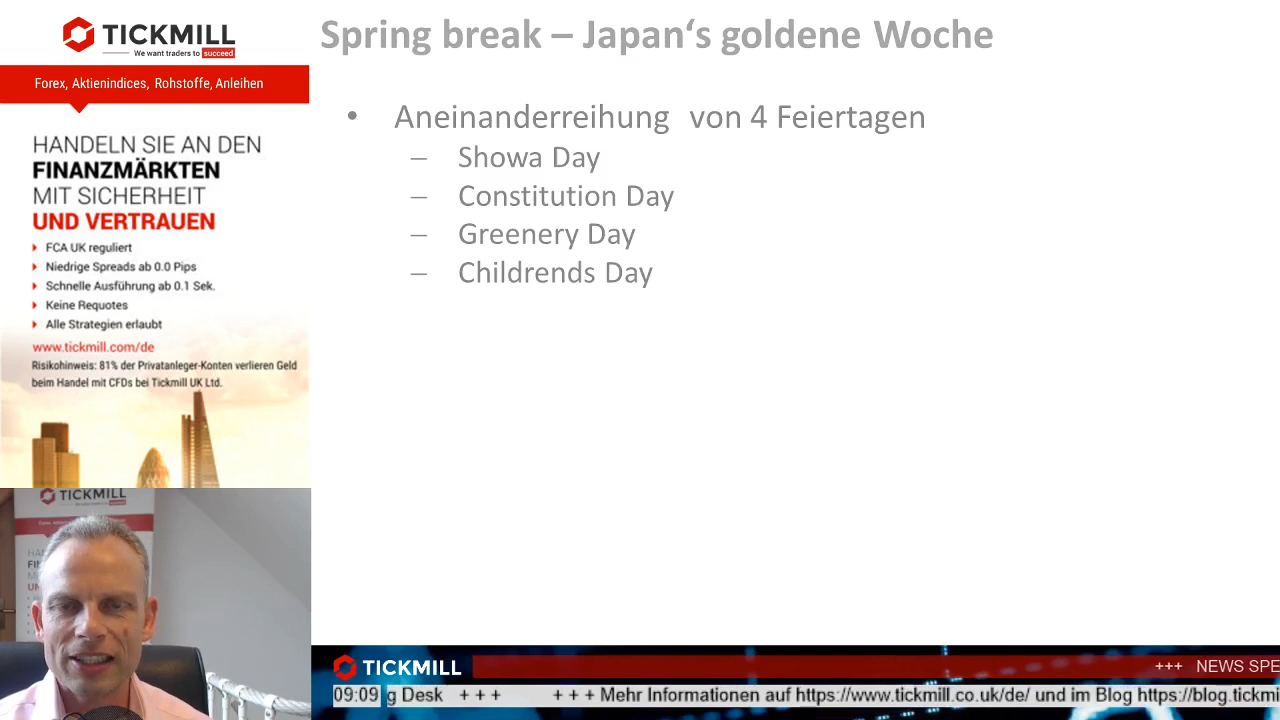 TICKMILL
We want traders to succeed
Forex, Aktienindices, Rohstoffe, Anleihen
HANDELN SIE AN DEN
FINANZMÄRKTEN
MIT SICHERHEIT
UND VERTRAUEN
FCA UK reguliert
Niedrige Spreads ab 0.0 Pips
Schnelle Ausführung ab 0.1 Sek.
Keine Requotes
Alle Strategien erlaubt
www.tickmill.com/de
Risikohinweis: 81% der Privatanleger-Konten verlieren Geld
beim Handel mit CFDs bei Tickmill UK Ltd.
Spring break – Japan‘s goldene Woche
• Aneinanderreihung von 4 Feiertagen
– Showa Day
– Constitution Day
– Greenery Day
– Childrends Day
TICKMILL
TICKMILL
+++ NEWS SPE
09:09 g Desk + + + + + + Mehr Informationen auf https://www.tickmill.co.uk/de/ und im Blog https://blog.tickmi